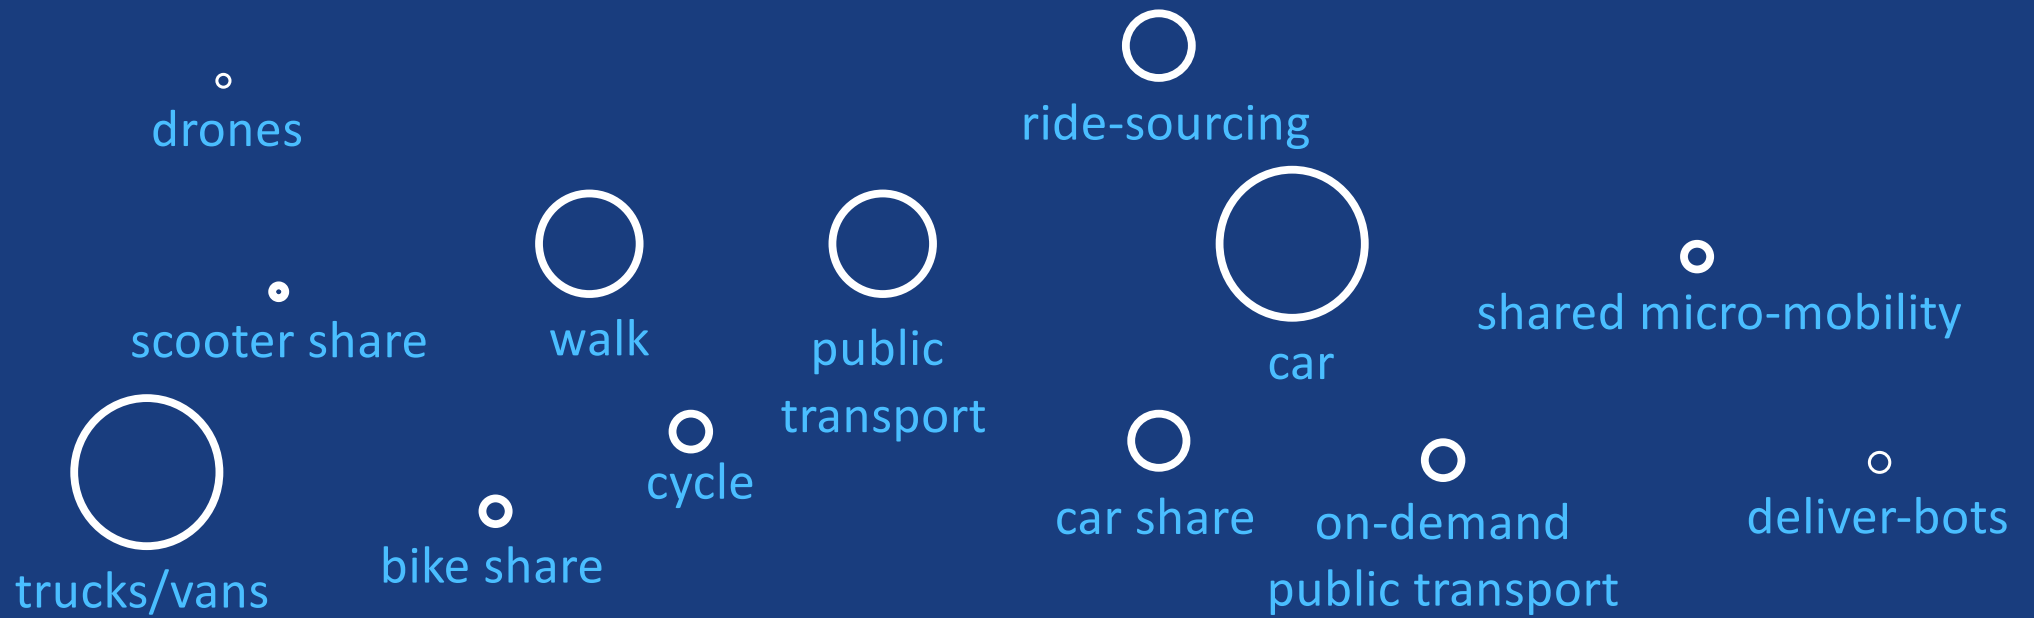 drones
ride-sourcing
scooter share
walk
public
transport
car
shared micro-mobility
trucks/vans
bike share
cycle
car share
on-demand
public transport
deliver-bots